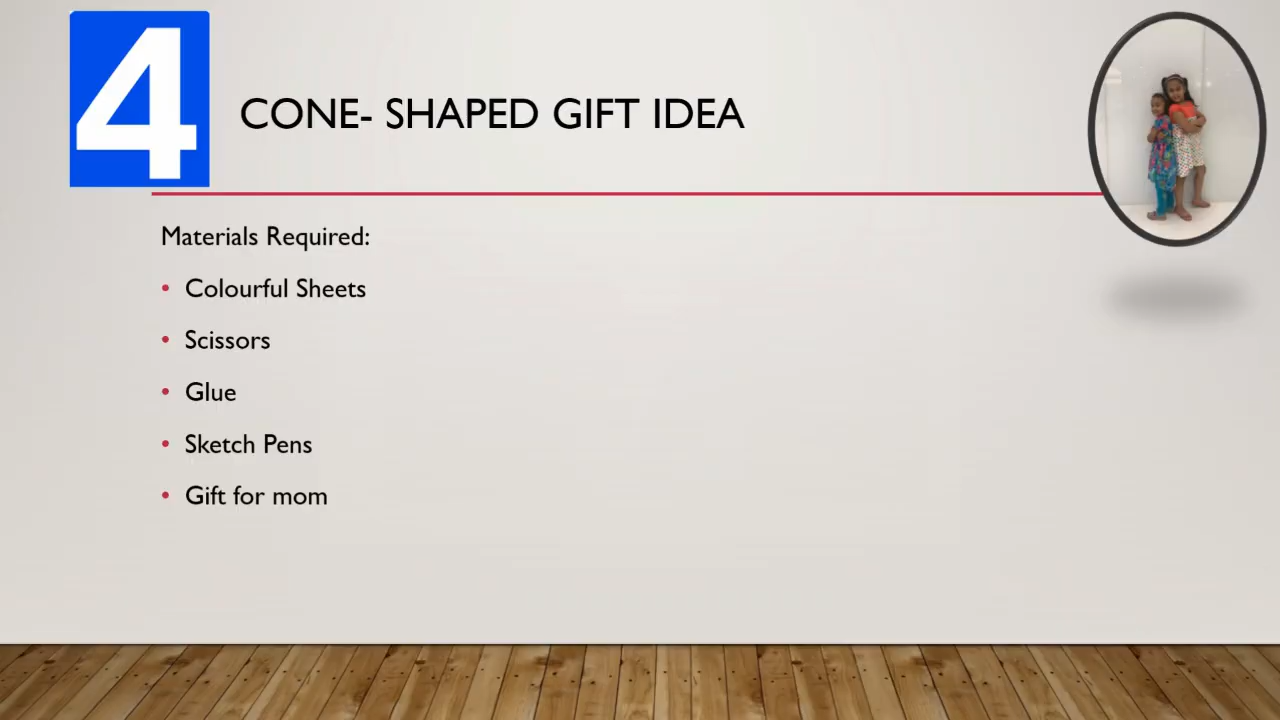 4
CONE- SHAPED GIFT IDEA
Materials Required:
• Colourful Sheets
• Scissors
• Glue
• Sketch Pens
• Gift for mom